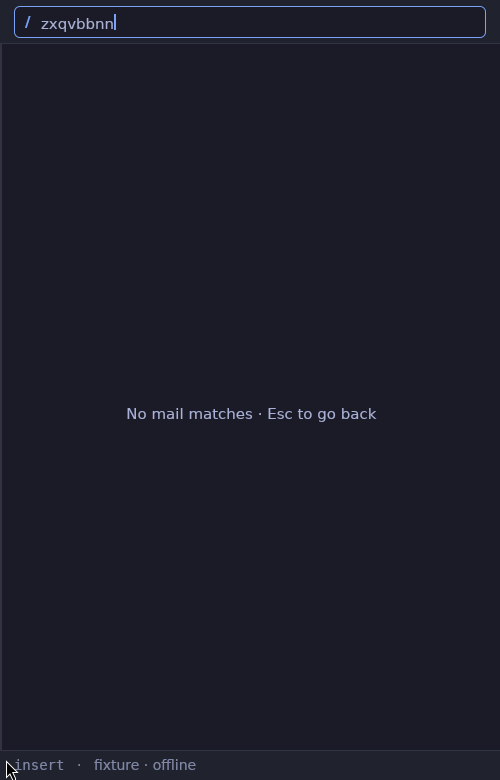 / zxqvbbnn
No mail matches · Esc to go back
insert · fixture · offline